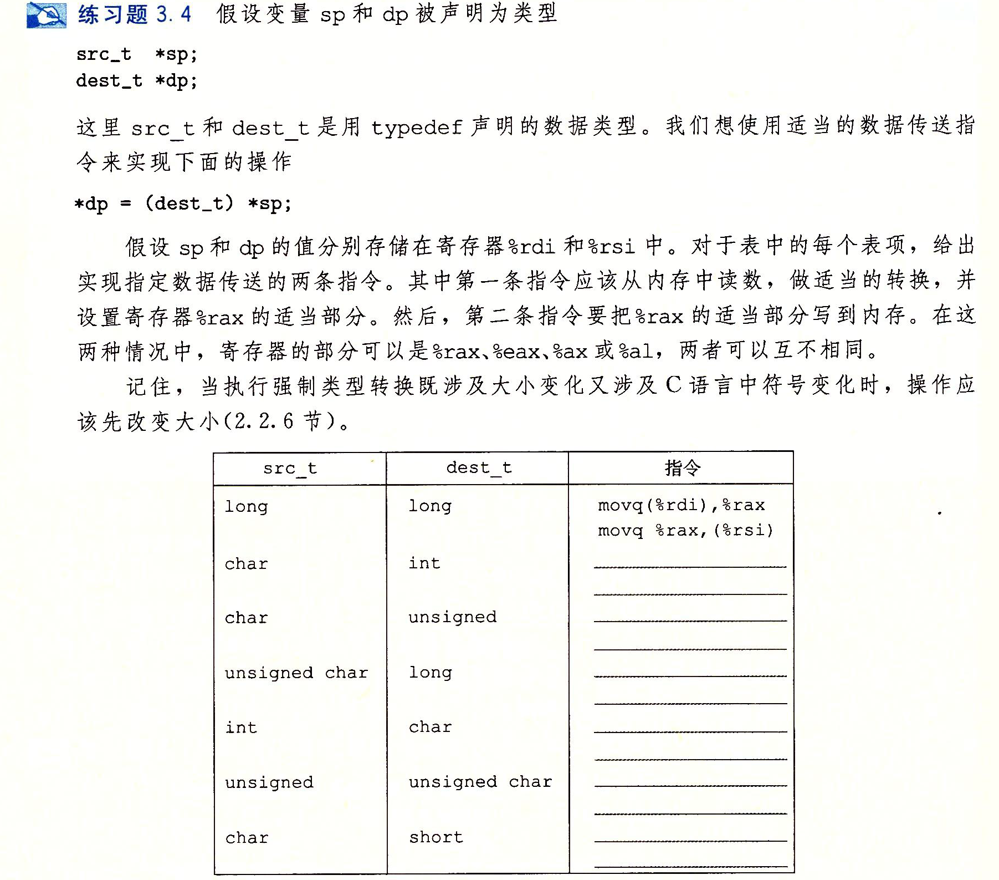 练习题 3.4 假设变量 sp 和 dp 被声明为类型
src_t *sp;
dest_t *dp;
这里 src_t 和 dest_t 是用 typedef 声明的数据类型。我们想使用适当的数据传送指
令来实现下面的操作
*dp = (dest_t) *sp;
假设 sp 和 dp 的值分别存储在寄存器%rdi 和%rsi 中。对于表中的每个表项，给出
实现指定数据传送的两条指令。其中第一条指令应该从内存中读数，做适当的转换，并
设置寄存器%rax 的适当部分。然后，第二条指令要把%rax 的适当部分写到内存。在这
两种情况中，寄存器的部分可以是%rax、%eax、%ax 或%al，两者可以互不相同。
记住，当执行强制类型转换既涉及大小变化又涉及 C 语言中符号变化时，操作应
该先改变大小(2.2.6 节)。
src_t dest_t 指令
long long movq(%rdi),%rax
movq %rax,(%rsi)
char int
char unsigned
unsigned char long
int char
unsigned unsigned char
char short